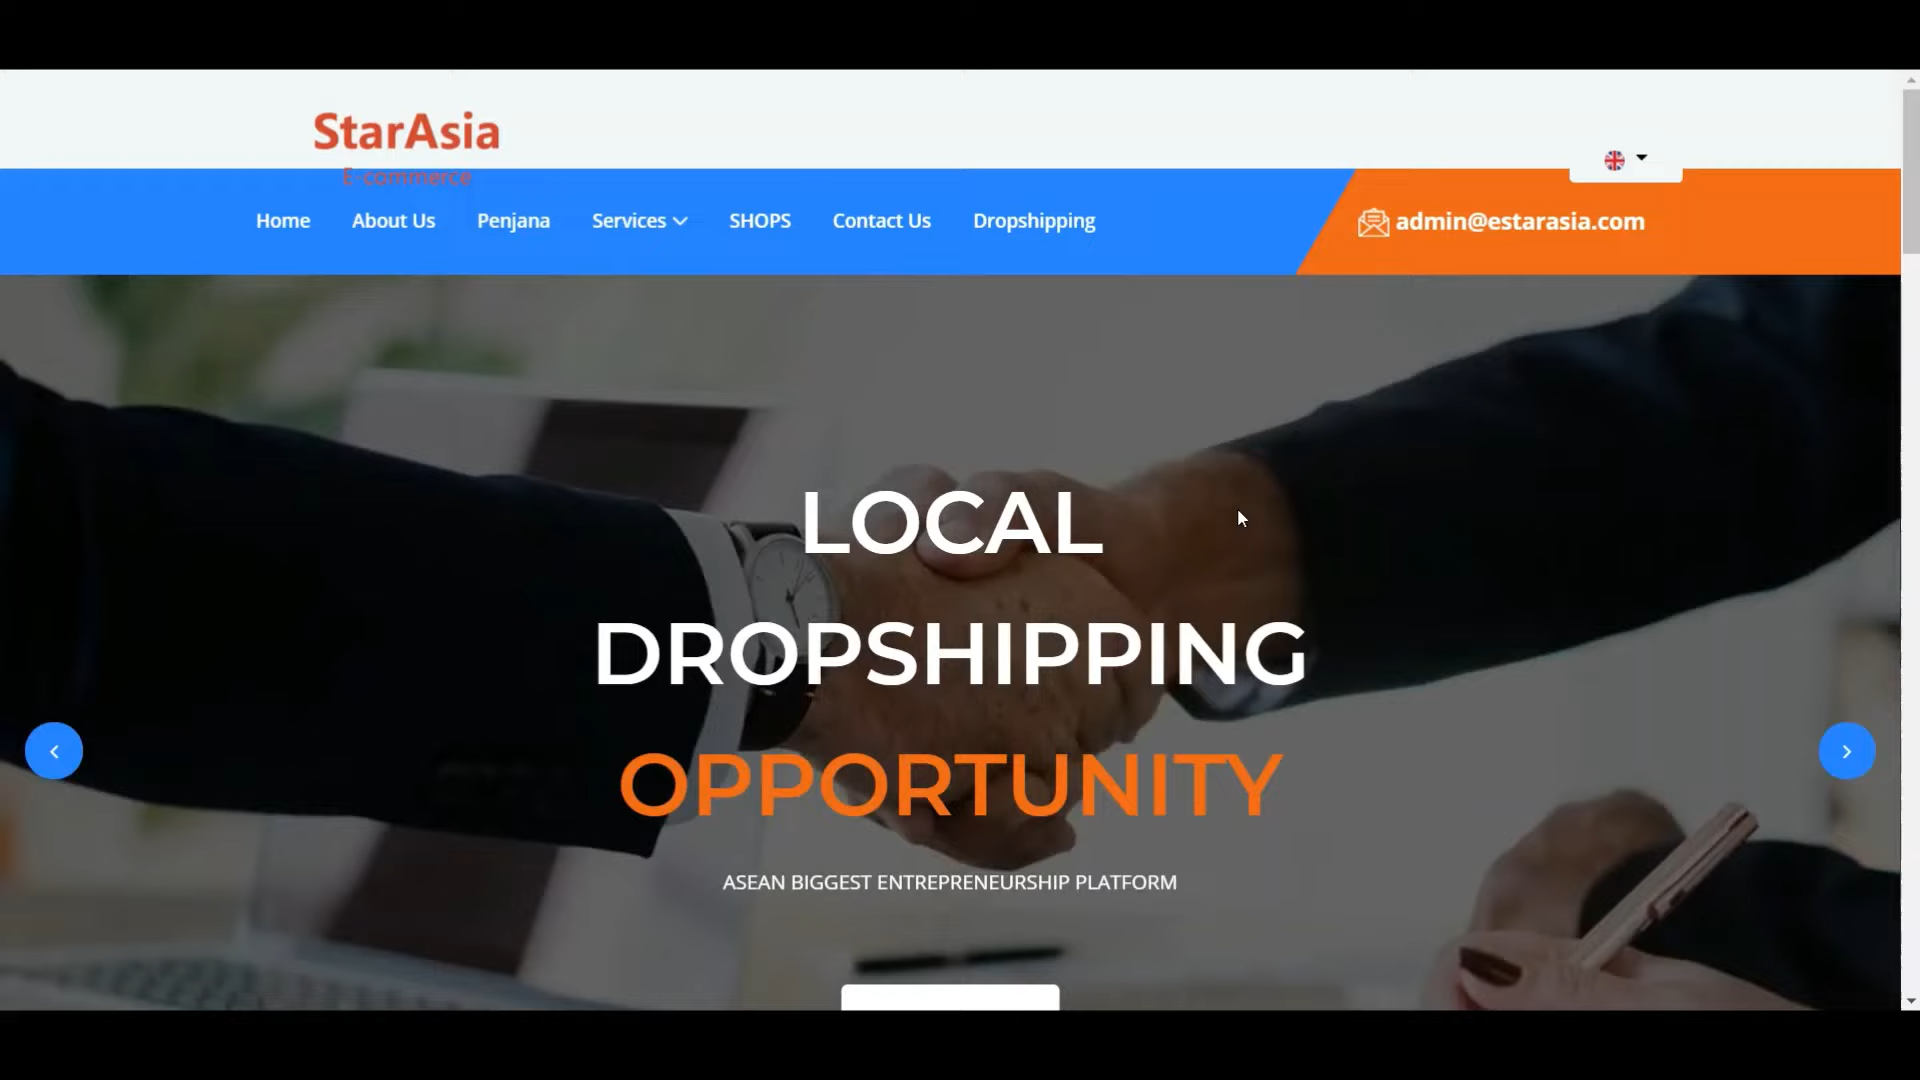 StarAsia
E-commerce
Home About Us Penjana Services SHOPS Contact Us Dropshipping admin@estarasia.com
LOCAL
DROPSHIPPING
OPPORTUNITY
ASEAN BIGGEST ENTREPRENEURSHIP PLATFORM